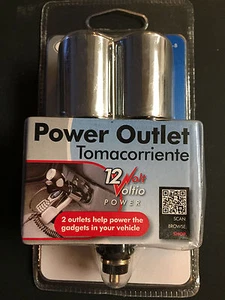 Power Outlet
Tomacorriente
12 Volt
Voltio
POWER
2 outlets help power the
gadgets in your vehicle
SCAN
BROWSE